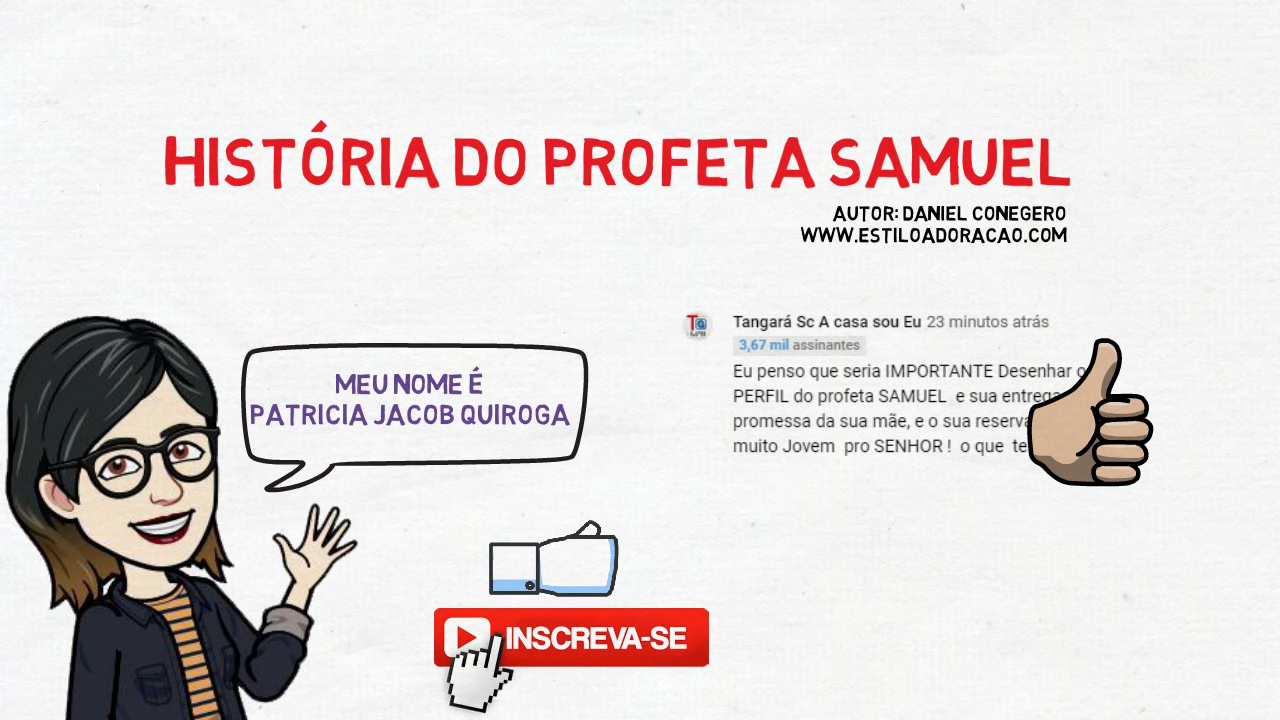 HISTÓRIA DO PROFETA SAMUEL
AUTOR: DANIEL CONEGERO
WWW.ESTILOADORACAO.COM
Tangará Sc A casa sou Eu 23 minutos atrás
3,67 mil assinantes
Eu penso que seria IMPORTANTE Desenhar o
PERFIL do profeta SAMUEL e sua entrega
promessa da sua mãe, e o sua
muito Jovem pro SENHOR ! o que
MEU NOME É
PATRICIA JACOB QUIROGA
INSCREVA-SE